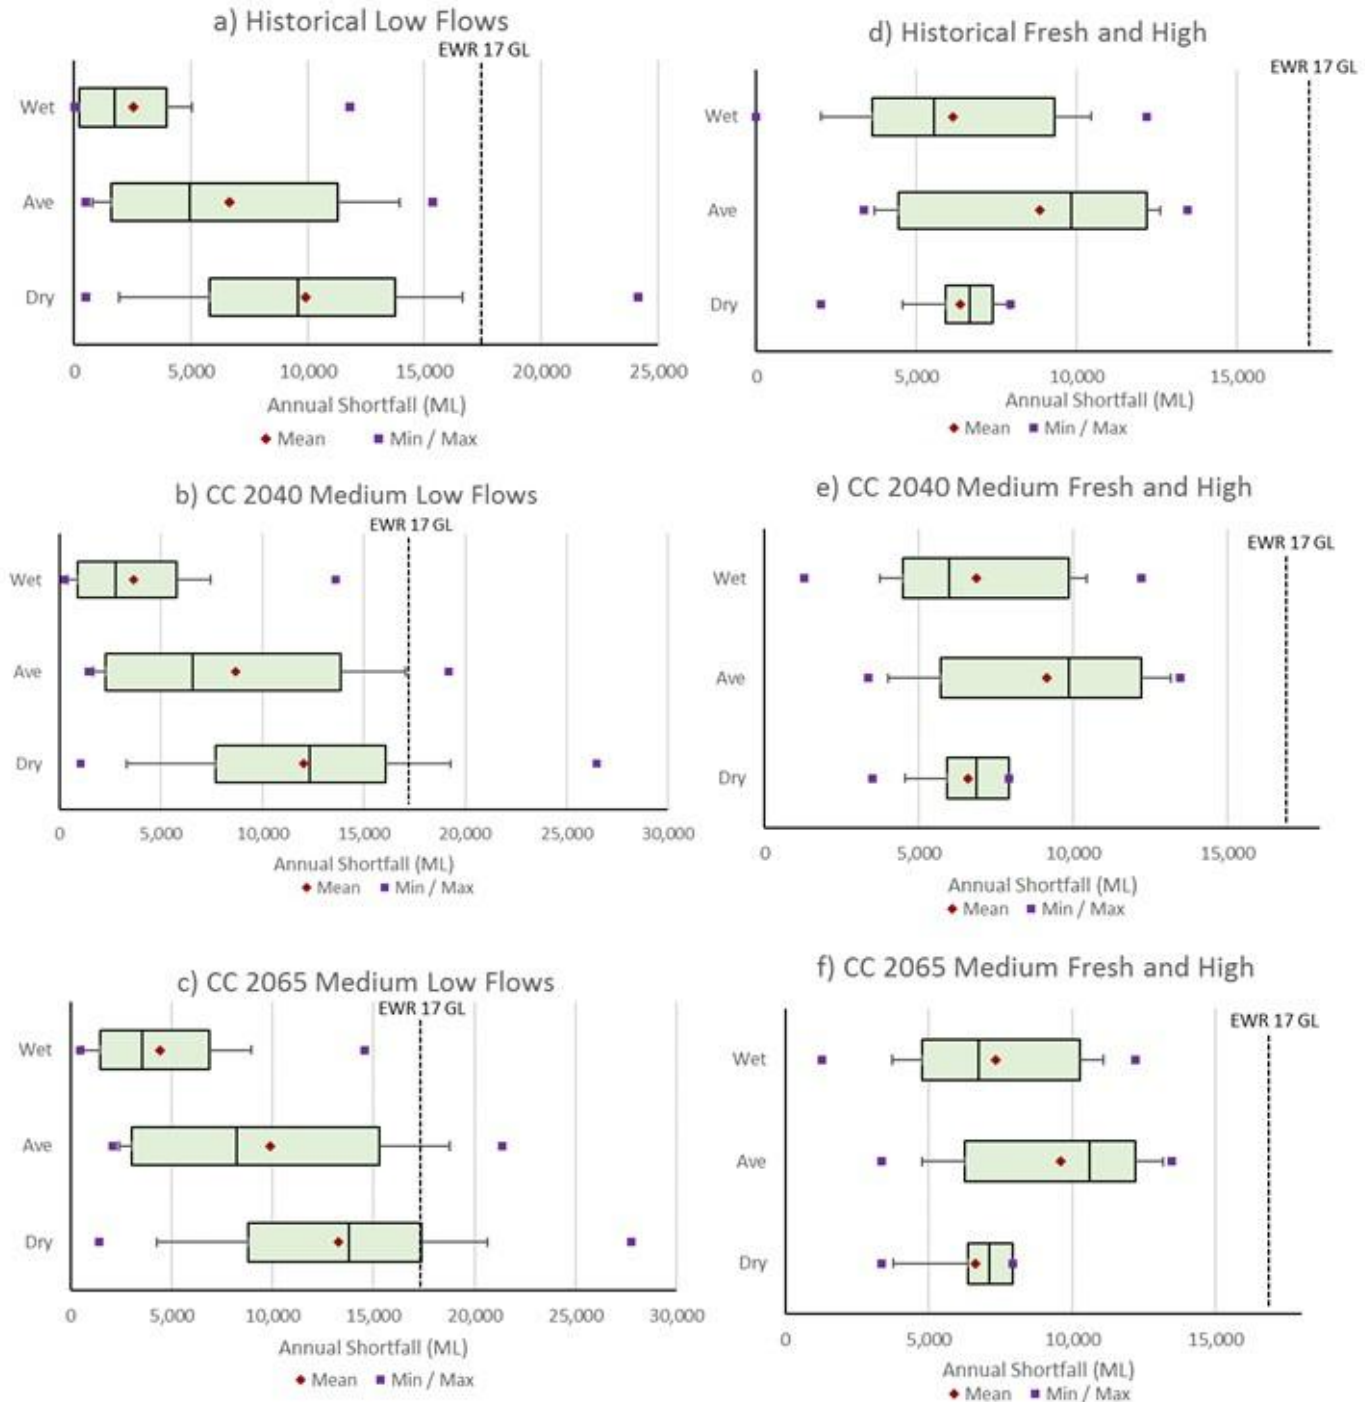 a) Historical Low Flows
EWR 17 GL
Wet
Ave
Dry
0 5,000 10,000 15,000 20,000 25,000
Annual Shortfall (ML)
Mean Min / Max
d) Historical Fresh and High
EWR 17 GL
Wet
Ave
Dry
0 5,000 10,000 15,000
Annual Shortfall (ML)
Mean Min / Max
b) CC 2040 Medium Low Flows
EWR 17 GL
Wet
Ave
Dry
0 5,000 10,000 15,000 20,000 25,000 30,000
Annual Shortfall (ML)
Mean Min / Max
e) CC 2040 Medium Fresh and High
EWR 17 GL
Wet
Ave
Dry
0 5,000 10,000 15,000
Annual Shortfall (ML)
Mean Min / Max
c) CC 2065 Medium Low Flows
EWR 17 GL
Wet
Ave
Dry
0 5,000 10,000 15,000 20,000 25,000 30,000
Annual Shortfall (ML)
Mean Min / Max
f) CC 2065 Medium Fresh and High
EWR 17 GL
Wet
Ave
Dry
0 5,000 10,000 15,000
Annual Shortfall (ML)
Mean Min / Max